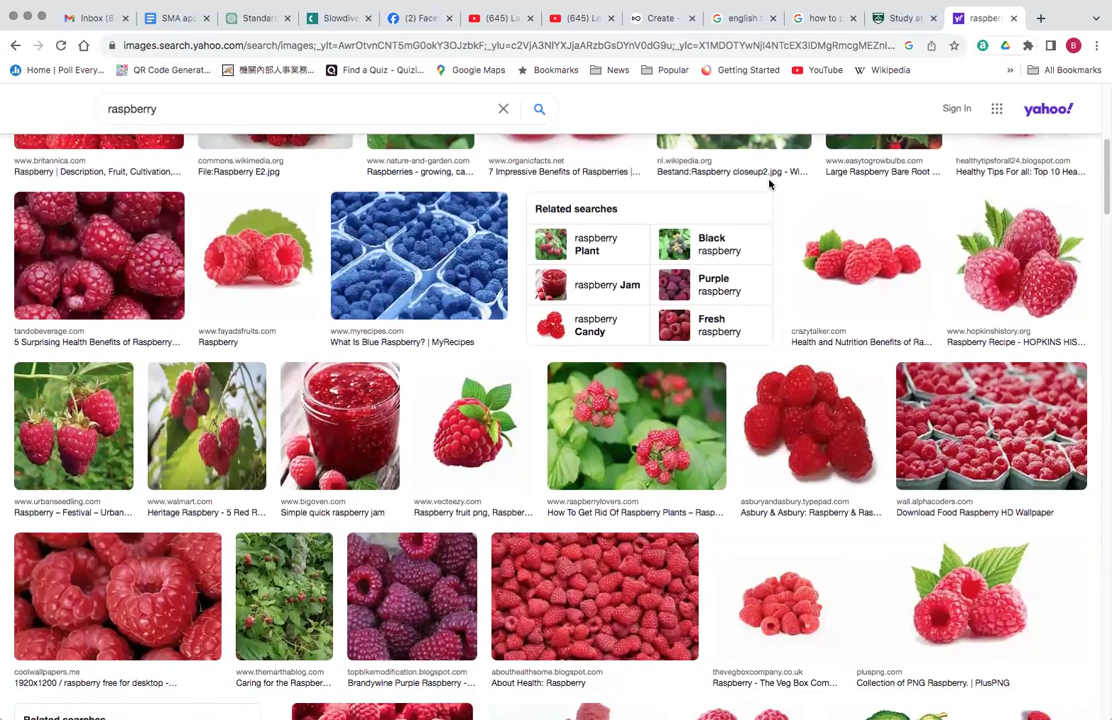 Inbox (8
SMA ap
Standard
Slowdive
(2) Face
(645) La
(645) Le
Create -
english t
how to p
Study at
raspberr
images.search.yahoo.com/search/images;_ylt=AwrOtvnCNT5mG0okY3OJzbkF;_ylu=c2VjA3NlYXJjaARzbGsDYnV0dG9u;_ylc=X1MDOTYwNjI4NTcEX3IDMgRmcgMEZnI...
B
Home | Poll Every...
QR Code Generat...
機關內部人事業務...
Find a Quiz - Quizi...
Google Maps
Bookmarks
News
Popular
Getting Started
YouTube
Wikipedia
»
All Bookmarks
raspberry
Sign In
yahoo!
www.britannica.com
commons.wikimedia.org
www.nature-and-garden.com
www.organicfacts.net
nl.wikipedia.org
www.easytogrowbulbs.com
healthytipsforall24.blogspot.com
Raspberry | Description, Fruit, Cultivation,...
File:Raspberry E2.jpg
Raspberries - growing, ca...
7 Impressive Benefits of Raspberries |...
Bestand:Raspberry closeup2.jpg - Wi...
Large Raspberry Bare Root ...
Healthy Tips For all: Top 10 Hea...
Related searches
raspberry
Plant
Black
raspberry
raspberry Jam
Purple
raspberry
raspberry
Candy
Fresh
raspberry
tandobeverage.com
www.fayadsfruits.com
www.myrecipes.com
crazytalker.com
www.hopkinshistory.org
5 Surprising Health Benefits of Raspberry...
Raspberry
What Is Blue Raspberry? | MyRecipes
Health and Nutrition Benefits of Ra...
Raspberry Recipe - HOPKINS HIS...
www.urbanseedling.com
www.walmart.com
www.bigoven.com
www.vecteezy.com
www.raspberrylovers.com
asburyandasbury.typepad.com
wall.alphacoders.com
Raspberry – Festival – Urban...
Heritage Raspberry - 5 Red R...
Simple quick raspberry jam
Raspberry fruit png, Raspber...
How To Get Rid Of Raspberry Plants – Rasp...
Asbury & Asbury: Raspberry & Ras...
Download Food Raspberry HD Wallpaper
coolwallpapers.me
www.themarthablog.com
topbikemodification.blogspot.com
abouthealthsome.blogspot.com
thevegboxcompany.co.uk
pluspng.com
1920x1200 / raspberry free for desktop -...
Caring for the Raspber...
Brandywine Purple Raspberry -...
About Health: Raspberry
Raspberry - The Veg Box Com...
Collection of PNG Raspberry. | PlusPNG
Related searches